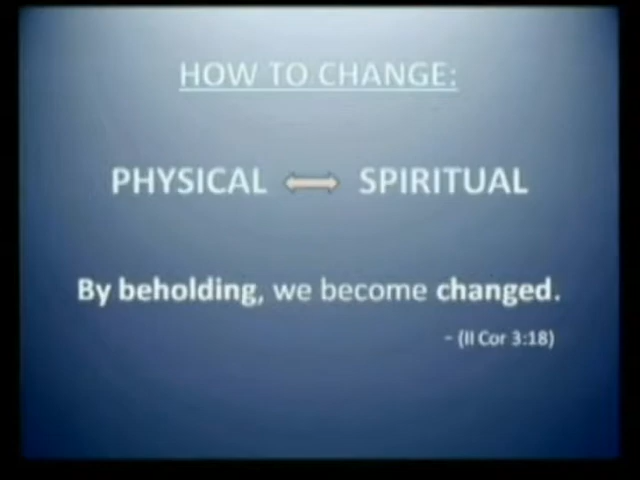 HOW TO CHANGE:
PHYSICAL SPIRITUAL
By beholding, we become changed.
- (II Cor 3:18)